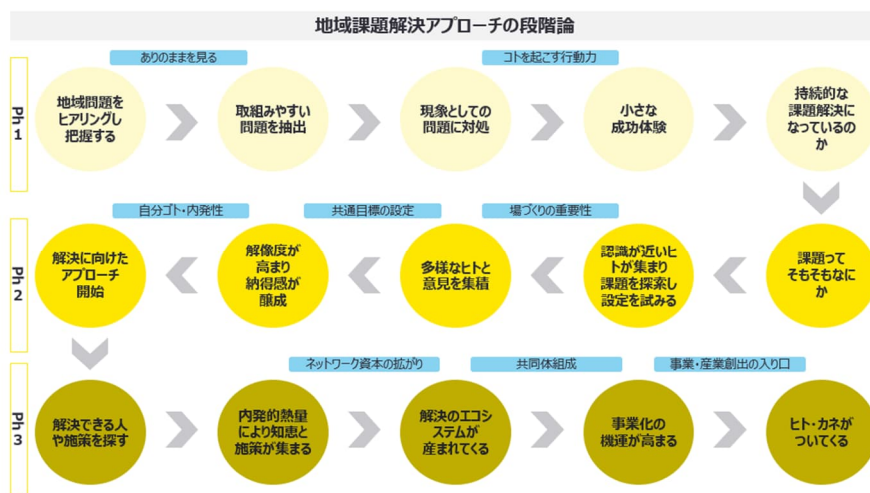 地域課題解決アプローチの段階論
ありのままを見る
コトを起こす行動力
Ph
1
地域問題を
ヒアリングし
把握する
取組みやすい
問題を抽出
現象としての
問題に対処
小さな
成功体験
持続的な
課題解決に
なっているの
か
自分ゴト・内発性
共通目標の設定
場づくりの重要性
Ph
2
課題って
そもそもなに
か
認識が近いヒ
トが集まり
課題を探索し
設定を試みる
多様なヒトと
意見を集積
解像度が
高まり
納得感が
醸成
解決に向けた
アプローチ
開始
ネットワーク資本の拡がり
共同体組成
事業・産業創出の入り口
Ph
3
解決できる人
や施策を探す
内発的熱量
により知恵と
施策が集まる
解決のエコシ
ステムが
産まれてくる
事業化の
機運が高まる
ヒト・カネが
ついてくる